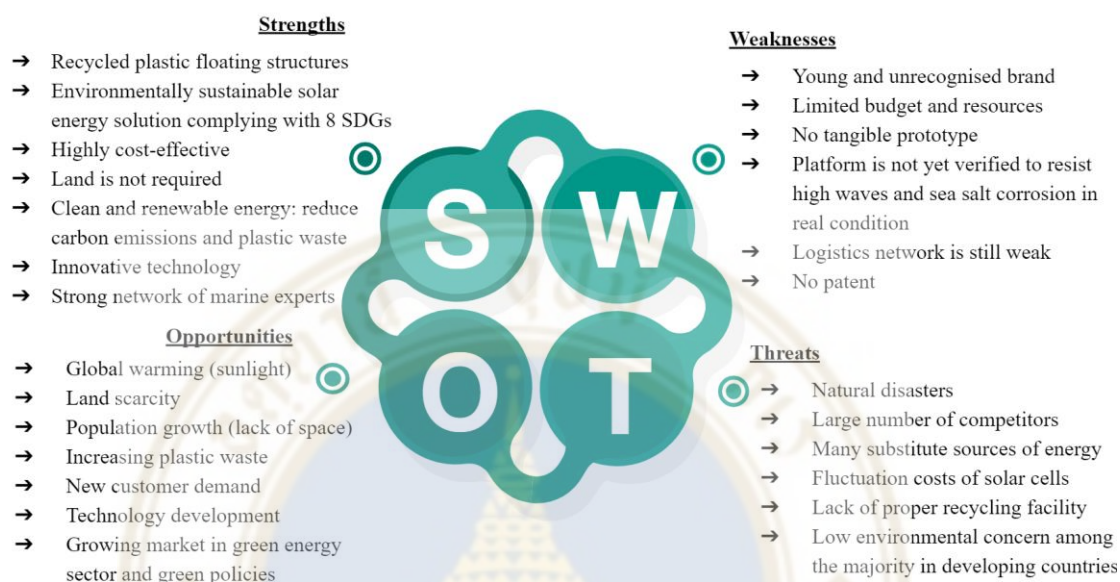 Strengths
➔ Recycled plastic floating structures
➔ Environmentally sustainable solar
energy solution complying with 8 SDGs
➔ Highly cost-effective
➔ Land is not required
➔ Clean and renewable energy: reduce
carbon emissions and plastic waste
➔ Innovative technology
➔ Strong network of marine experts
Weaknesses
➔ Young and unrecognised brand
➔ Limited budget and resources
➔ No tangible prototype
➔ Platform is not yet verified to resist
high waves and sea salt corrosion in
real condition
➔ Logistics network is still weak
➔ No patent
S W
O T
Opportunities
➔ Global warming (sunlight)
➔ Land scarcity
➔ Population growth (lack of space)
➔ Increasing plastic waste
➔ New customer demand
➔ Technology development
➔ Growing market in green energy
sector and green policies
Threats
➔ Natural disasters
➔ Large number of competitors
➔ Many substitute sources of energy
➔ Fluctuation costs of solar cells
➔ Lack of proper recycling facility
➔ Low environmental concern among
the majority in developing countries